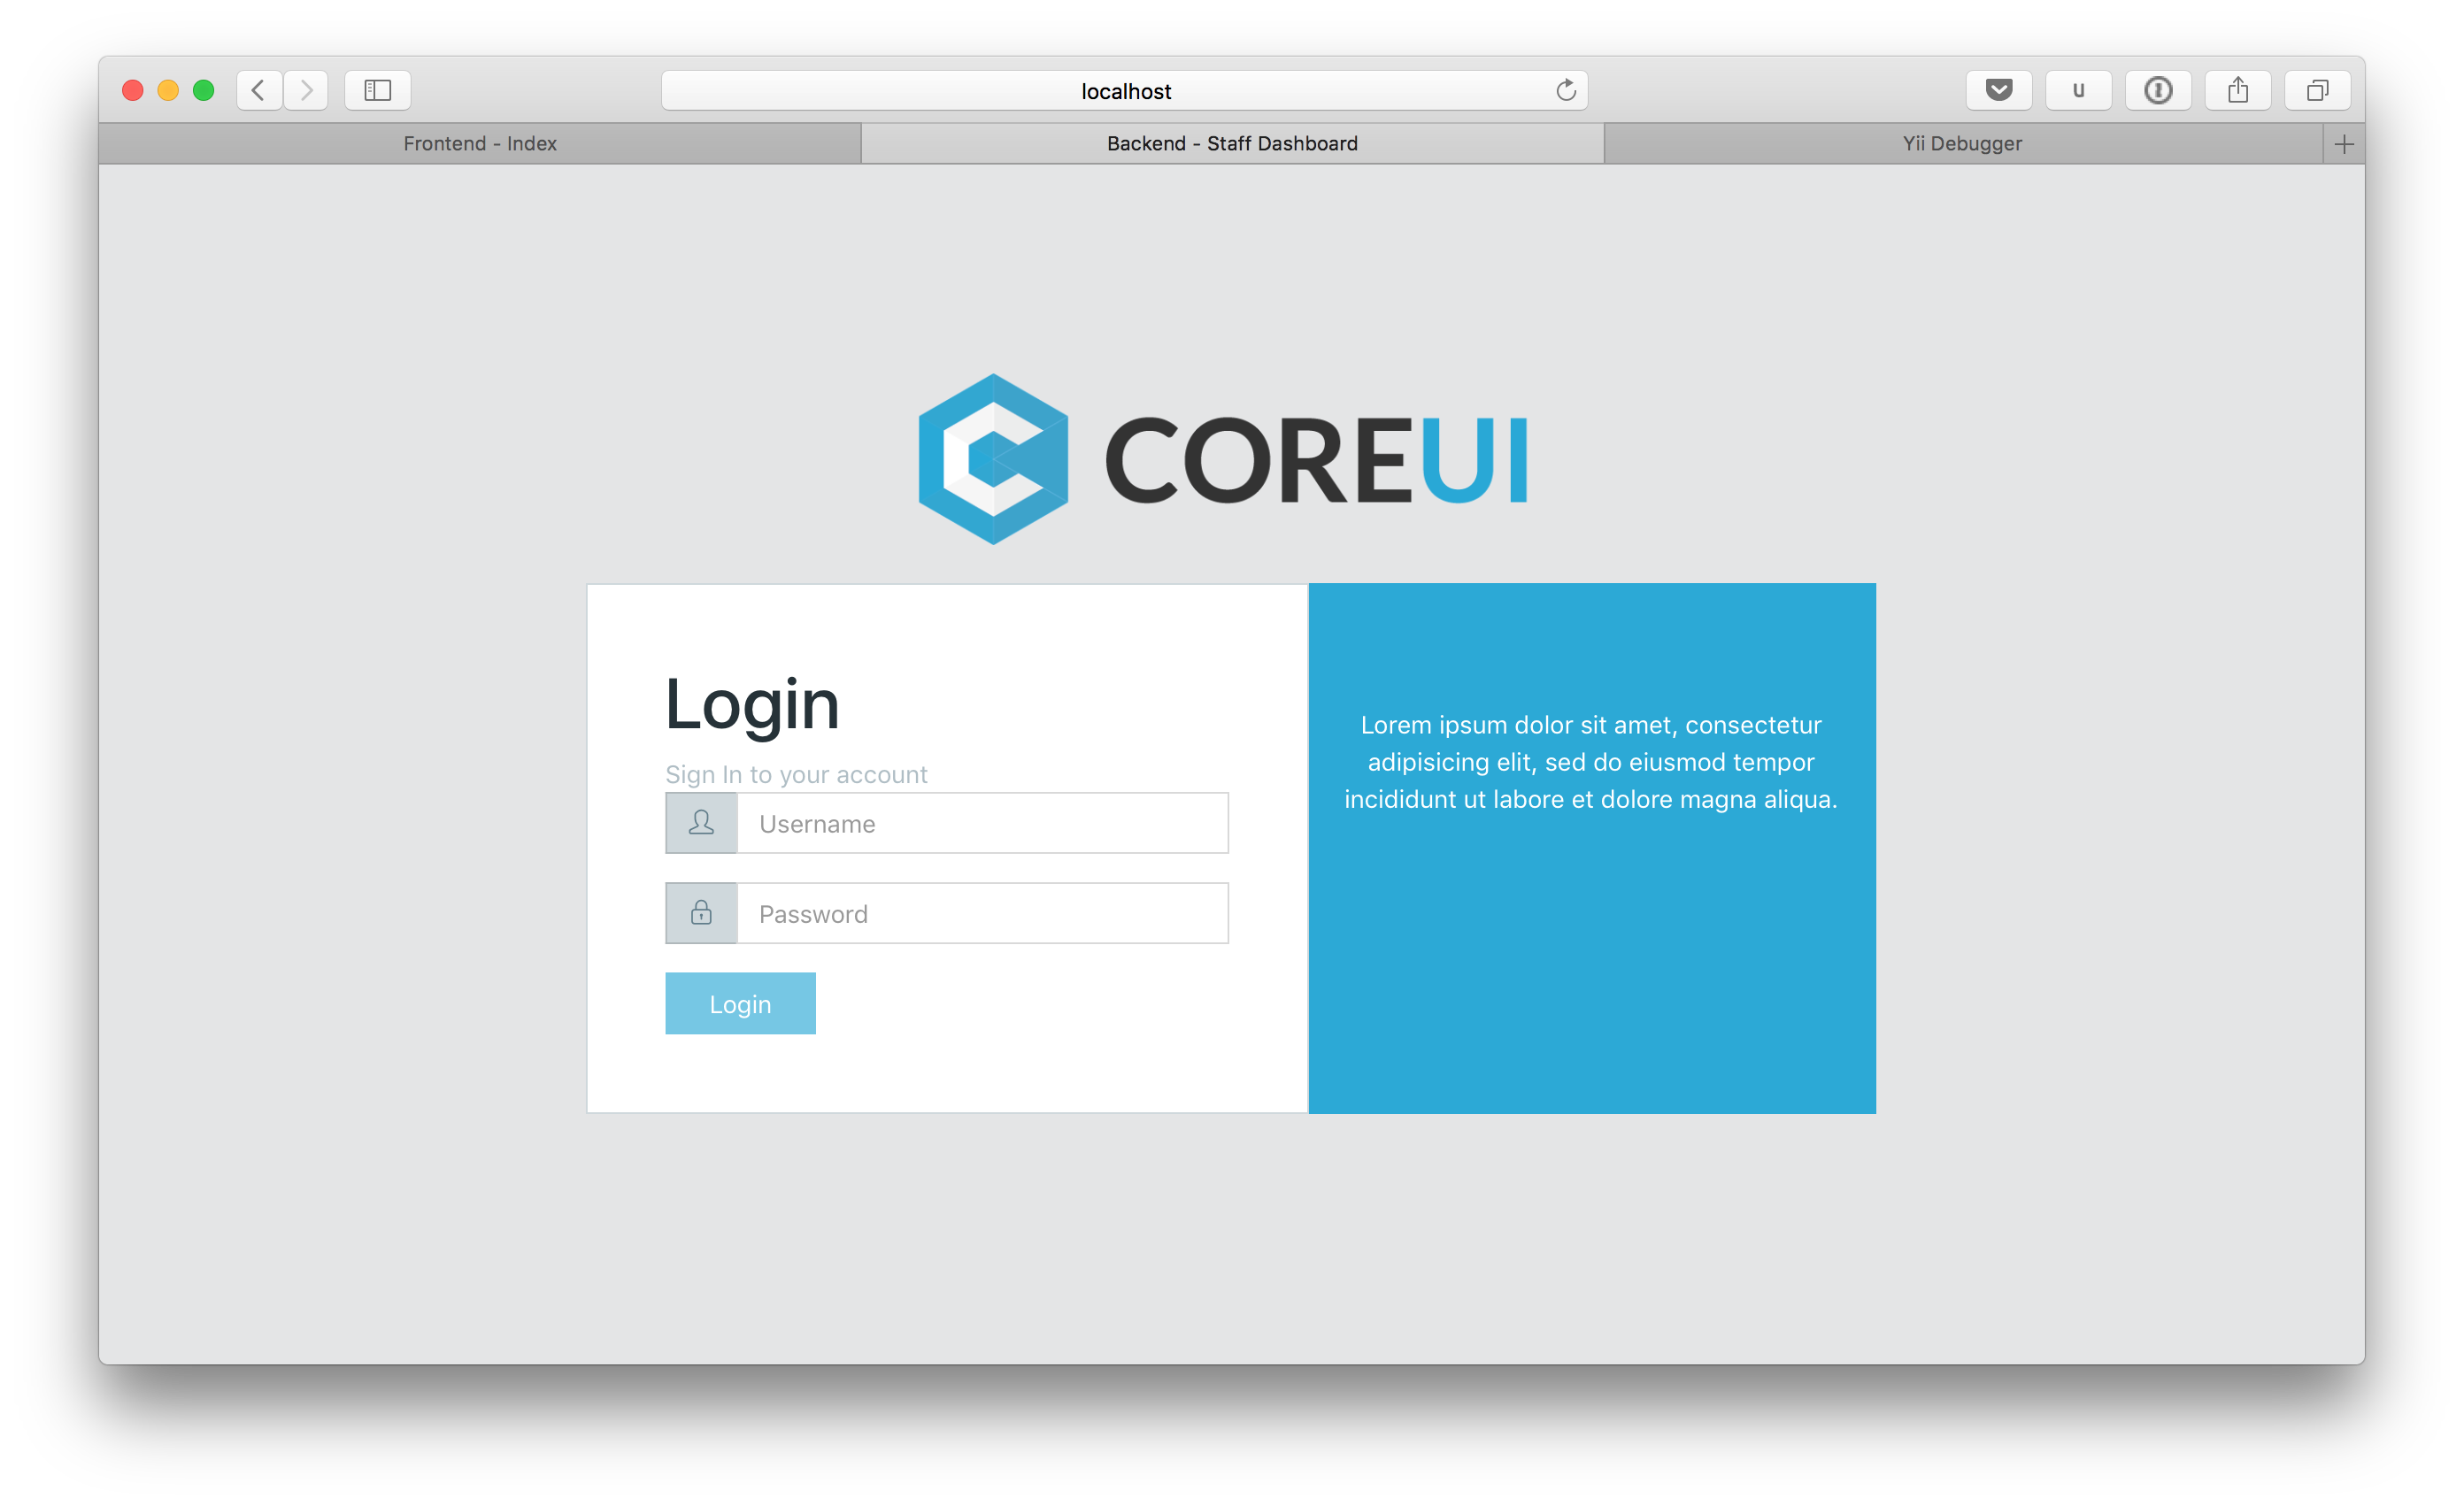 localhost
u
Frontend - Index
Backend - Staff Dashboard
Yii Debugger
COREUI
Login
Sign In to your account
Username
Password
Login
Lorem ipsum dolor sit amet, consectetur
adipisicing elit, sed do eiusmod tempor
incididunt ut labore et dolore magna aliqua.